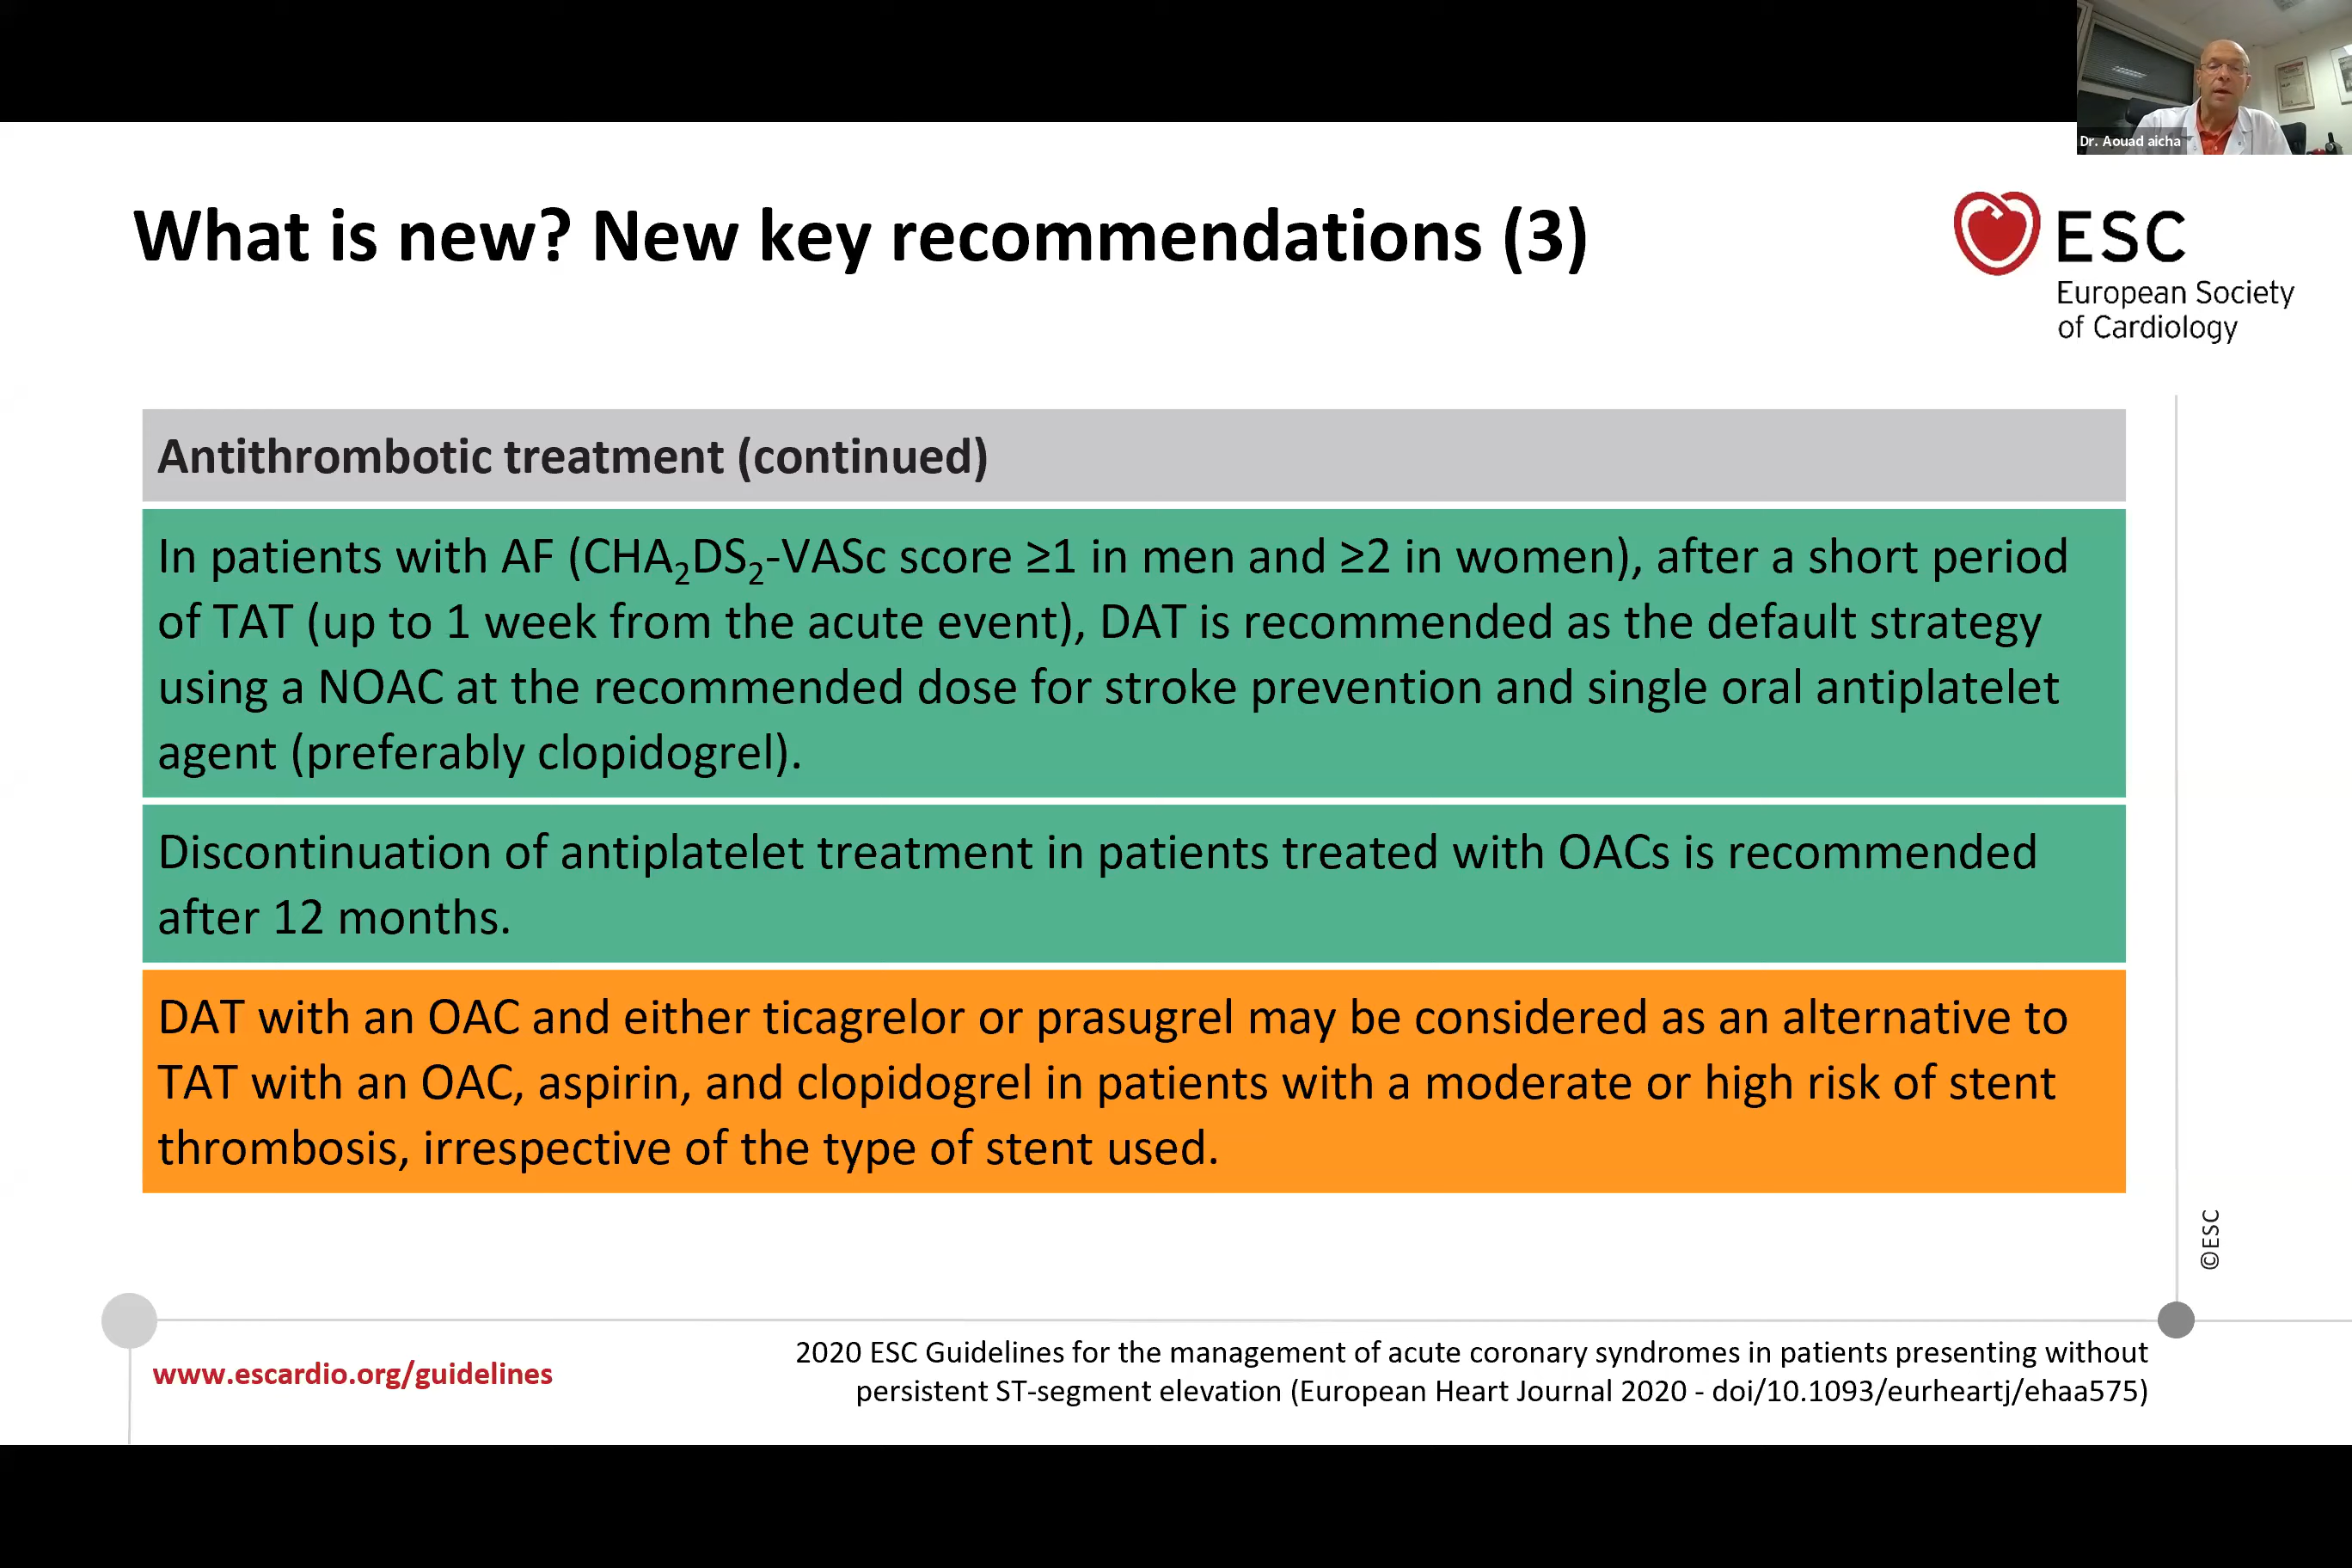 Dr. Aouad aicha
What is new? New key recommendations (3)
ESC
European Society
of Cardiology
Antithrombotic treatment (continued)
In patients with AF (CHA₂DS₂-VASc score ≥1 in men and ≥2 in women), after a short period
of TAT (up to 1 week from the acute event), DAT is recommended as the default strategy
using a NOAC at the recommended dose for stroke prevention and single oral antiplatelet
agent (preferably clopidogrel).
Discontinuation of antiplatelet treatment in patients treated with OACs is recommended
after 12 months.
DAT with an OAC and either ticagrelor or prasugrel may be considered as an alternative to
TAT with an OAC, aspirin, and clopidogrel in patients with a moderate or high risk of stent
thrombosis, irrespective of the type of stent used.
©ESC
www.escardio.org/guidelines
2020 ESC Guidelines for the management of acute coronary syndromes in patients presenting without
persistent ST-segment elevation (European Heart Journal 2020 - doi/10.1093/eurheartj/ehaa575)